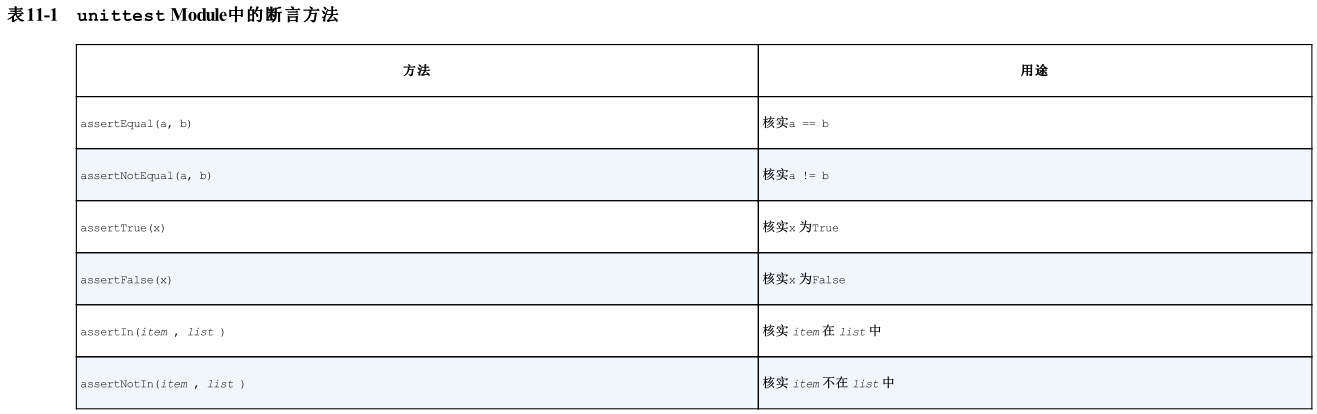 表11-1 unittest Module中的断言方法
方法 用途
assertEqual(a, b) 核实a == b
assertNotEqual(a, b) 核实a != b
assertTrue(x) 核实x 为True
assertFalse(x) 核实x 为False
assertIn(item , list ) 核实 item 在 list 中
assertNotIn(item , list ) 核实 item 不在 list 中